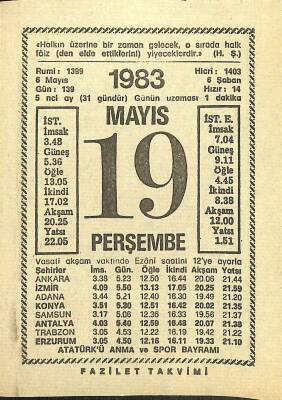 «Halkın üzerine bir zaman gelecek, o sırada halk
fâiz (den elde ettiklerini) yiyeceklerdir.» (H. Ş.)
Rumi: 1399 1983 Hicri: 1403
6 Mayıs 6 Şaban
Gün: 139 Hızır: 14
5 nci ay (31 gündür) Günün uzaması 1 dakika
MAYIS
19
PERŞEMBE
İST.
İmsak
3.48
Güneş
5.36
Öğle
13.05
İkindi
17.02
Akşam
20.25
Yatsı
22.05
İST. E.
İmsak
7.04
Güneş
9.11
Öğle
4.45
İkindi
8.38
Akşam
12.00
Yatsı
1.51
Vasati akşam vaktinde Ezânî saatini 12'ye ayarla
Şehirler İms. Gün. Öğle İkindi Akşam Yatsı
ANKARA 3.38 5.23 12.50 16.44 20.06 21.44
İZMİR 4.09 5.50 13.13 17.05 20.25 21.59
ADANA 3.44 5.21 12.40 16.30 19.49 21.20
KONYA 3.51 5.30 12.51 16.42 20.02 21.35
SAMSUN 3.17 5.06 12.36 16.33 19.56 21.37
ANTALYA 4.03 5.40 12.59 16.48 20.07 21.38
TRABZON 3.05 4.53 12.22 16.19 19.42 21.22
ERZURUM 3.05 4.50 12.16 16.11 19.33 21.10
ATATÜRK'Ü ANMA ve SPOR BAYRAMI
FAZİLET TAKVİMİ